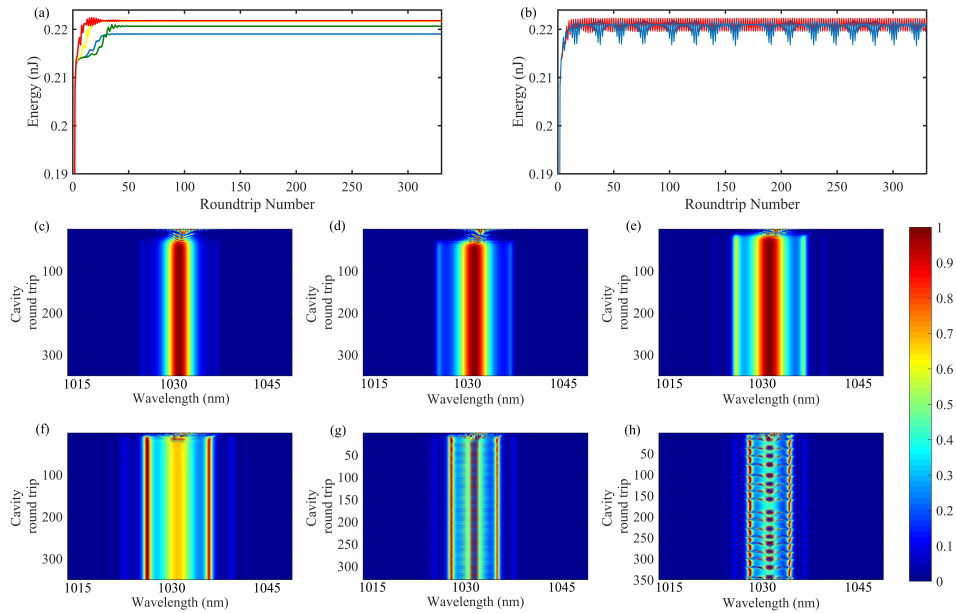 (a)
0.22
0.21
0.2
0.19
Energy (nJ)
0 50 100 150 200 250 300
Roundtrip Number
(b)
0.22
0.21
0.2
0.19
Energy (nJ)
0 50 100 150 200 250 300
Roundtrip Number
(c)
Cavity
round trip
100
200
300
1015 1030 1045
Wavelength (nm)
(d)
Cavity
round trip
100
200
300
1015 1030 1045
Wavelength (nm)
(e)
Cavity
round trip
100
200
300
1015 1030 1045
Wavelength (nm)
(f)
Cavity
round trip
100
200
300
1015 1030 1045
Wavelength (nm)
(g)
Cavity
round trip
50
100
150
200
250
300
1015 1030 1045
Wavelength (nm)
(h)
Cavity
round trip
50
100
150
200
250
300
350
1015 1030 1045
Wavelength (nm)
1
0.9
0.8
0.7
0.6
0.5
0.4
0.3
0.2
0.1
0